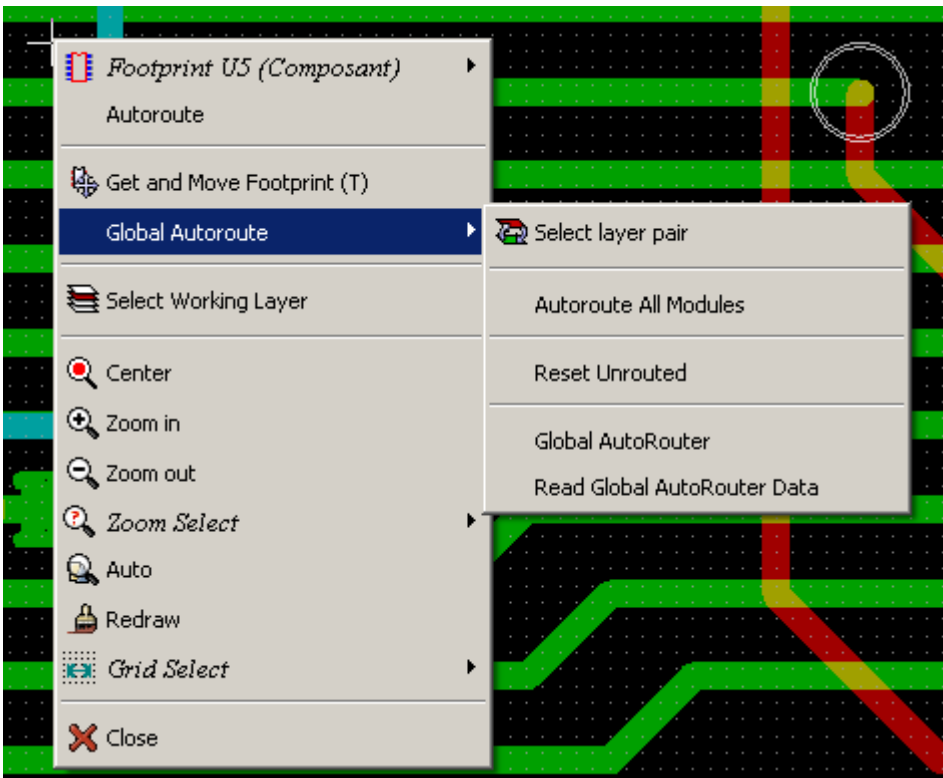 Footprint U5 (Composant)
Autoroute
Get and Move Footprint (T)
Global Autoroute
Select Working Layer
Center
Zoom in
Zoom out
Zoom Select
Auto
Redraw
Grid Select
Close
Select layer pair
Autoroute All Modules
Reset Unrouted
Global AutoRouter
Read Global AutoRouter Data